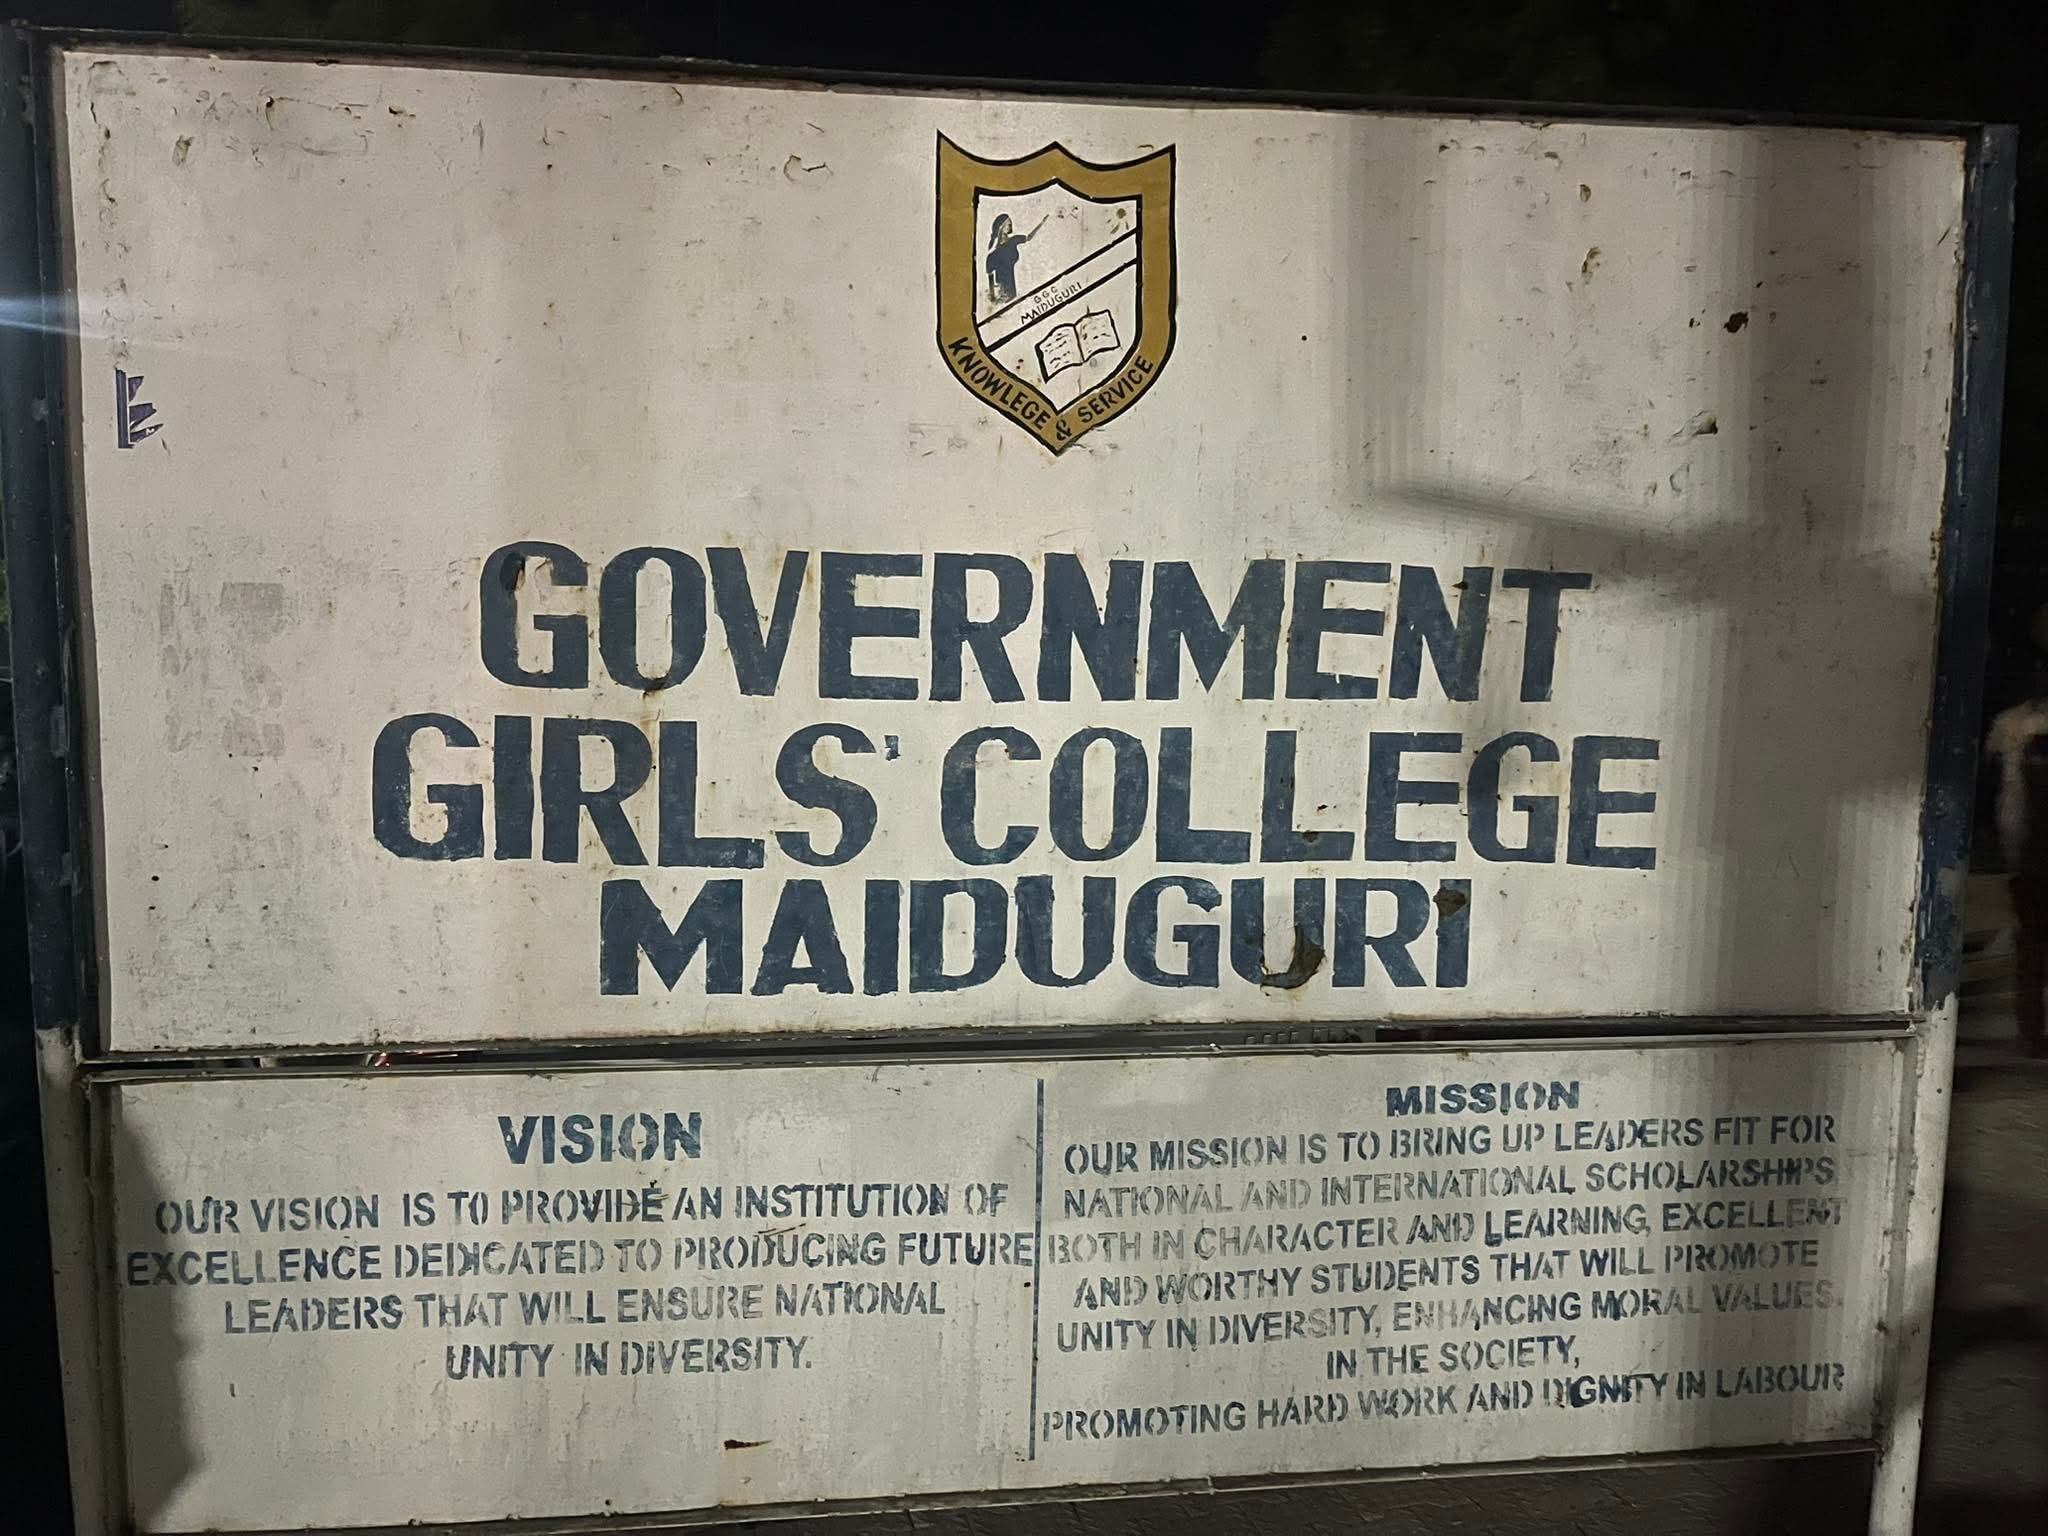 G G C
MAIDUGURI
KNOWLEGE & SERVICE
GOVERNMENT
GIRLS' COLLEGE
MAIDUGURI
VISION
OUR VISION IS TO PROVIDE AN INSTITUTION OF
EXCELLENCE DEDICATED TO PRODUCING FUTURE
LEADERS THAT WILL ENSURE NATIONAL
UNITY IN DIVERSITY.
MISSION
OUR MISSION IS TO BRING UP LEADERS FIT FOR
NATIONAL AND INTERNATIONAL SCHOLARSHIPS
BOTH IN CHARACTER AND LEARNING, EXCELLENT
AND WORTHY STUDENTS THAT WILL PROMOTE
UNITY IN DIVERSITY, ENHANCING MORAL VALUES.
IN THE SOCIETY,
PROMOTING HARD WORK AND DIGNITY IN LABOUR